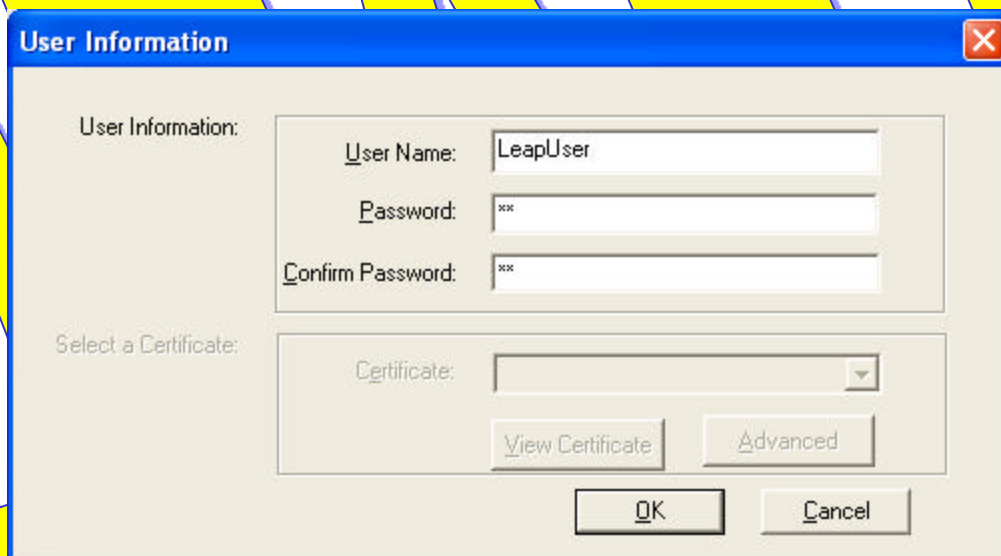 User Information
User Information:
User Name: LeapUser
Password: **
Confirm Password: **
Select a Certificate:
Certificate:
View Certificate Advanced
OK Cancel